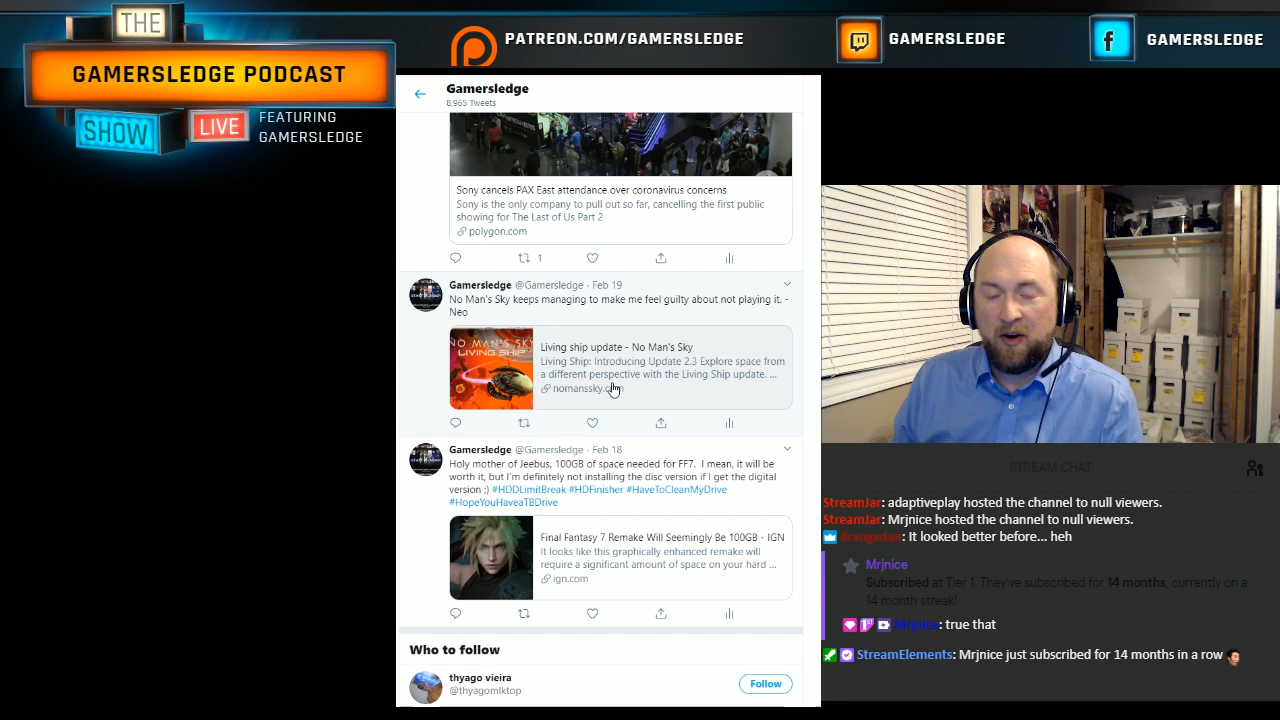 THE
GAMERSLEDGE PODCAST
SHOW
LIVE
FEATURING
GAMERSLEDGE
PATREON.COM/GAMERSLEDGE
GAMERSLEDGE
GAMERSLEDGE
Gamersledge
8,965 Tweets
Sony cancels PAX East attendance over coronavirus concerns
Sony is the only company to pull out so far, cancelling the first public
showing for The Last of Us Part 2
polygon.com
1
Gamersledge @Gamersledge · Feb 19
No Man's Sky keeps managing to make me feel guilty about not playing it. -
Neo
NO MAN'S SKY
LIVING SHIP
Living ship update - No Man's Sky
Living Ship: Introducing Update 2.3 Explore space from
a different perspective with the Living Ship update. ...
Gamersledge @Gamersledge · Feb 18
Holy mother of Jeebus, 100GB of space needed for FF7. I mean, it will be
worth it, but I'm definitely not installing the disc version if I get the digital
version ;) #HDDLimitBreak #HDFinisher #HaveToCleanMyDrive
#HopeYouHaveaTBDrive
Final Fantasy 7 Remake Will Seemingly Be 100GB - IGN
It looks like this graphically enhanced remake will
require a significant amount of space on your hard ...
ign.com
Who to follow
thyago vieira
@thyagomlktop
Follow
STREAM CHAT
StreamJar: adaptiveplay hosted the channel to null viewers.
StreamJar: Mrjnice hosted the channel to null viewers.
draugadan: It looked better before... heh
Mrjnice
Subscribed at Tier 1. They've subscribed for 14 months, currently on a
14 month streak!
Mrjnice: true that
StreamElements: Mrjnice just subscribed for 14 months in a row